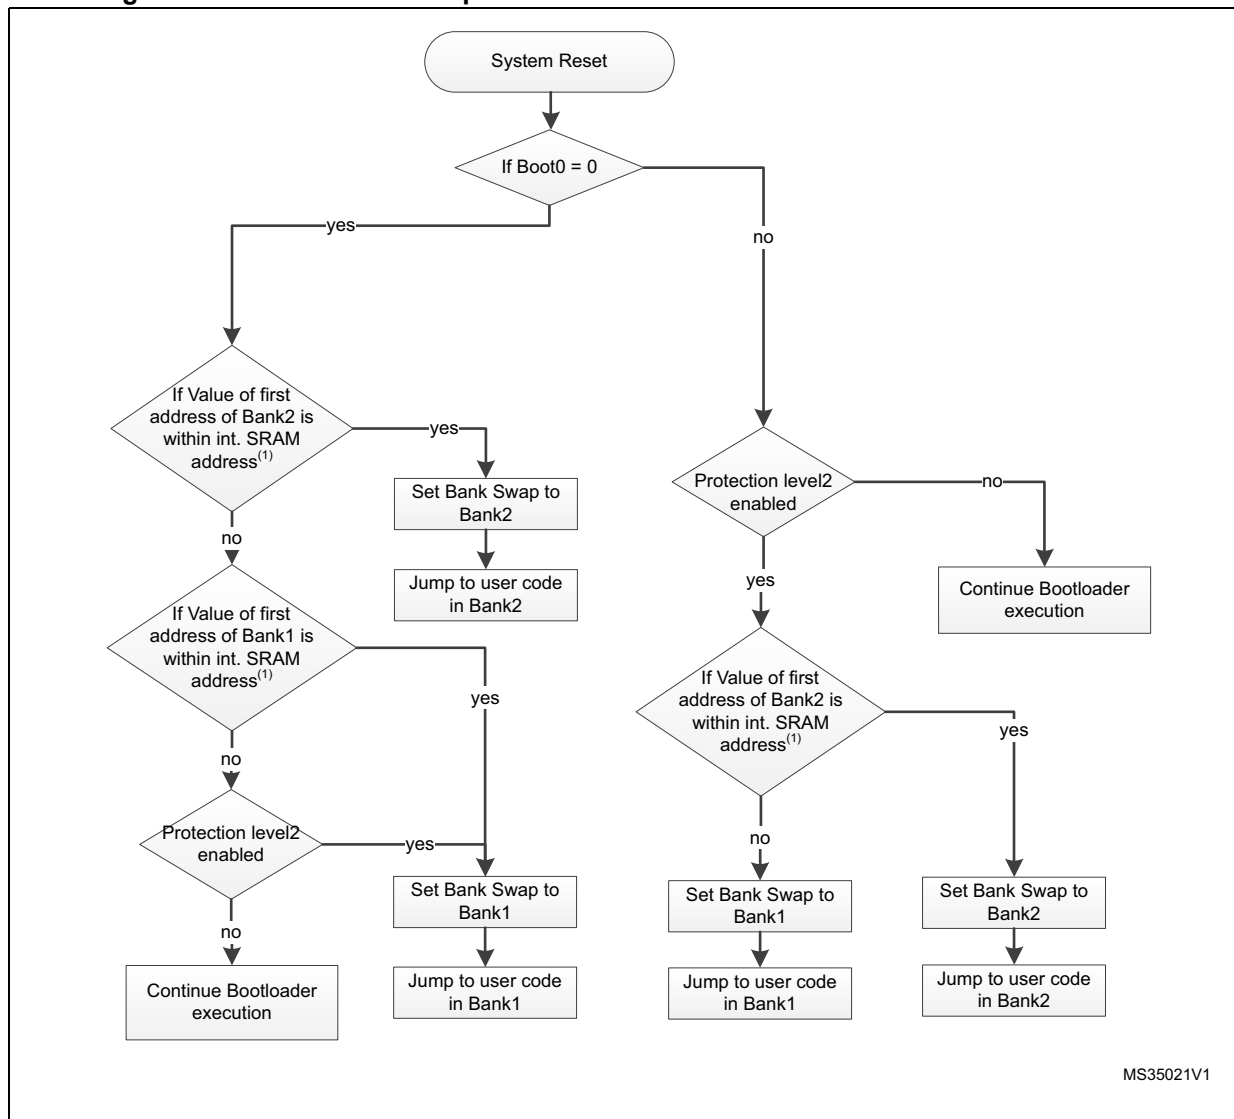 System Reset
If Boot0 = 0
yes
no
If Value of first
address of Bank2 is
within int. SRAM
address(1)
yes
Set Bank Swap to
Bank2
Jump to user code
in Bank2
no
If Value of first
address of Bank1 is
within int. SRAM
address(1)
yes
no
Protection level2
enabled
yes
Set Bank Swap to
Bank1
Jump to user code
in Bank1
no
Continue Bootloader
execution
Protection level2
enabled
no
Continue Bootloader
execution
yes
If Value of first
address of Bank2 is
within int. SRAM
address(1)
yes
no
Set Bank Swap to
Bank1
Jump to user code
in Bank1
Set Bank Swap to
Bank2
Jump to user code
in Bank2
MS35021V1